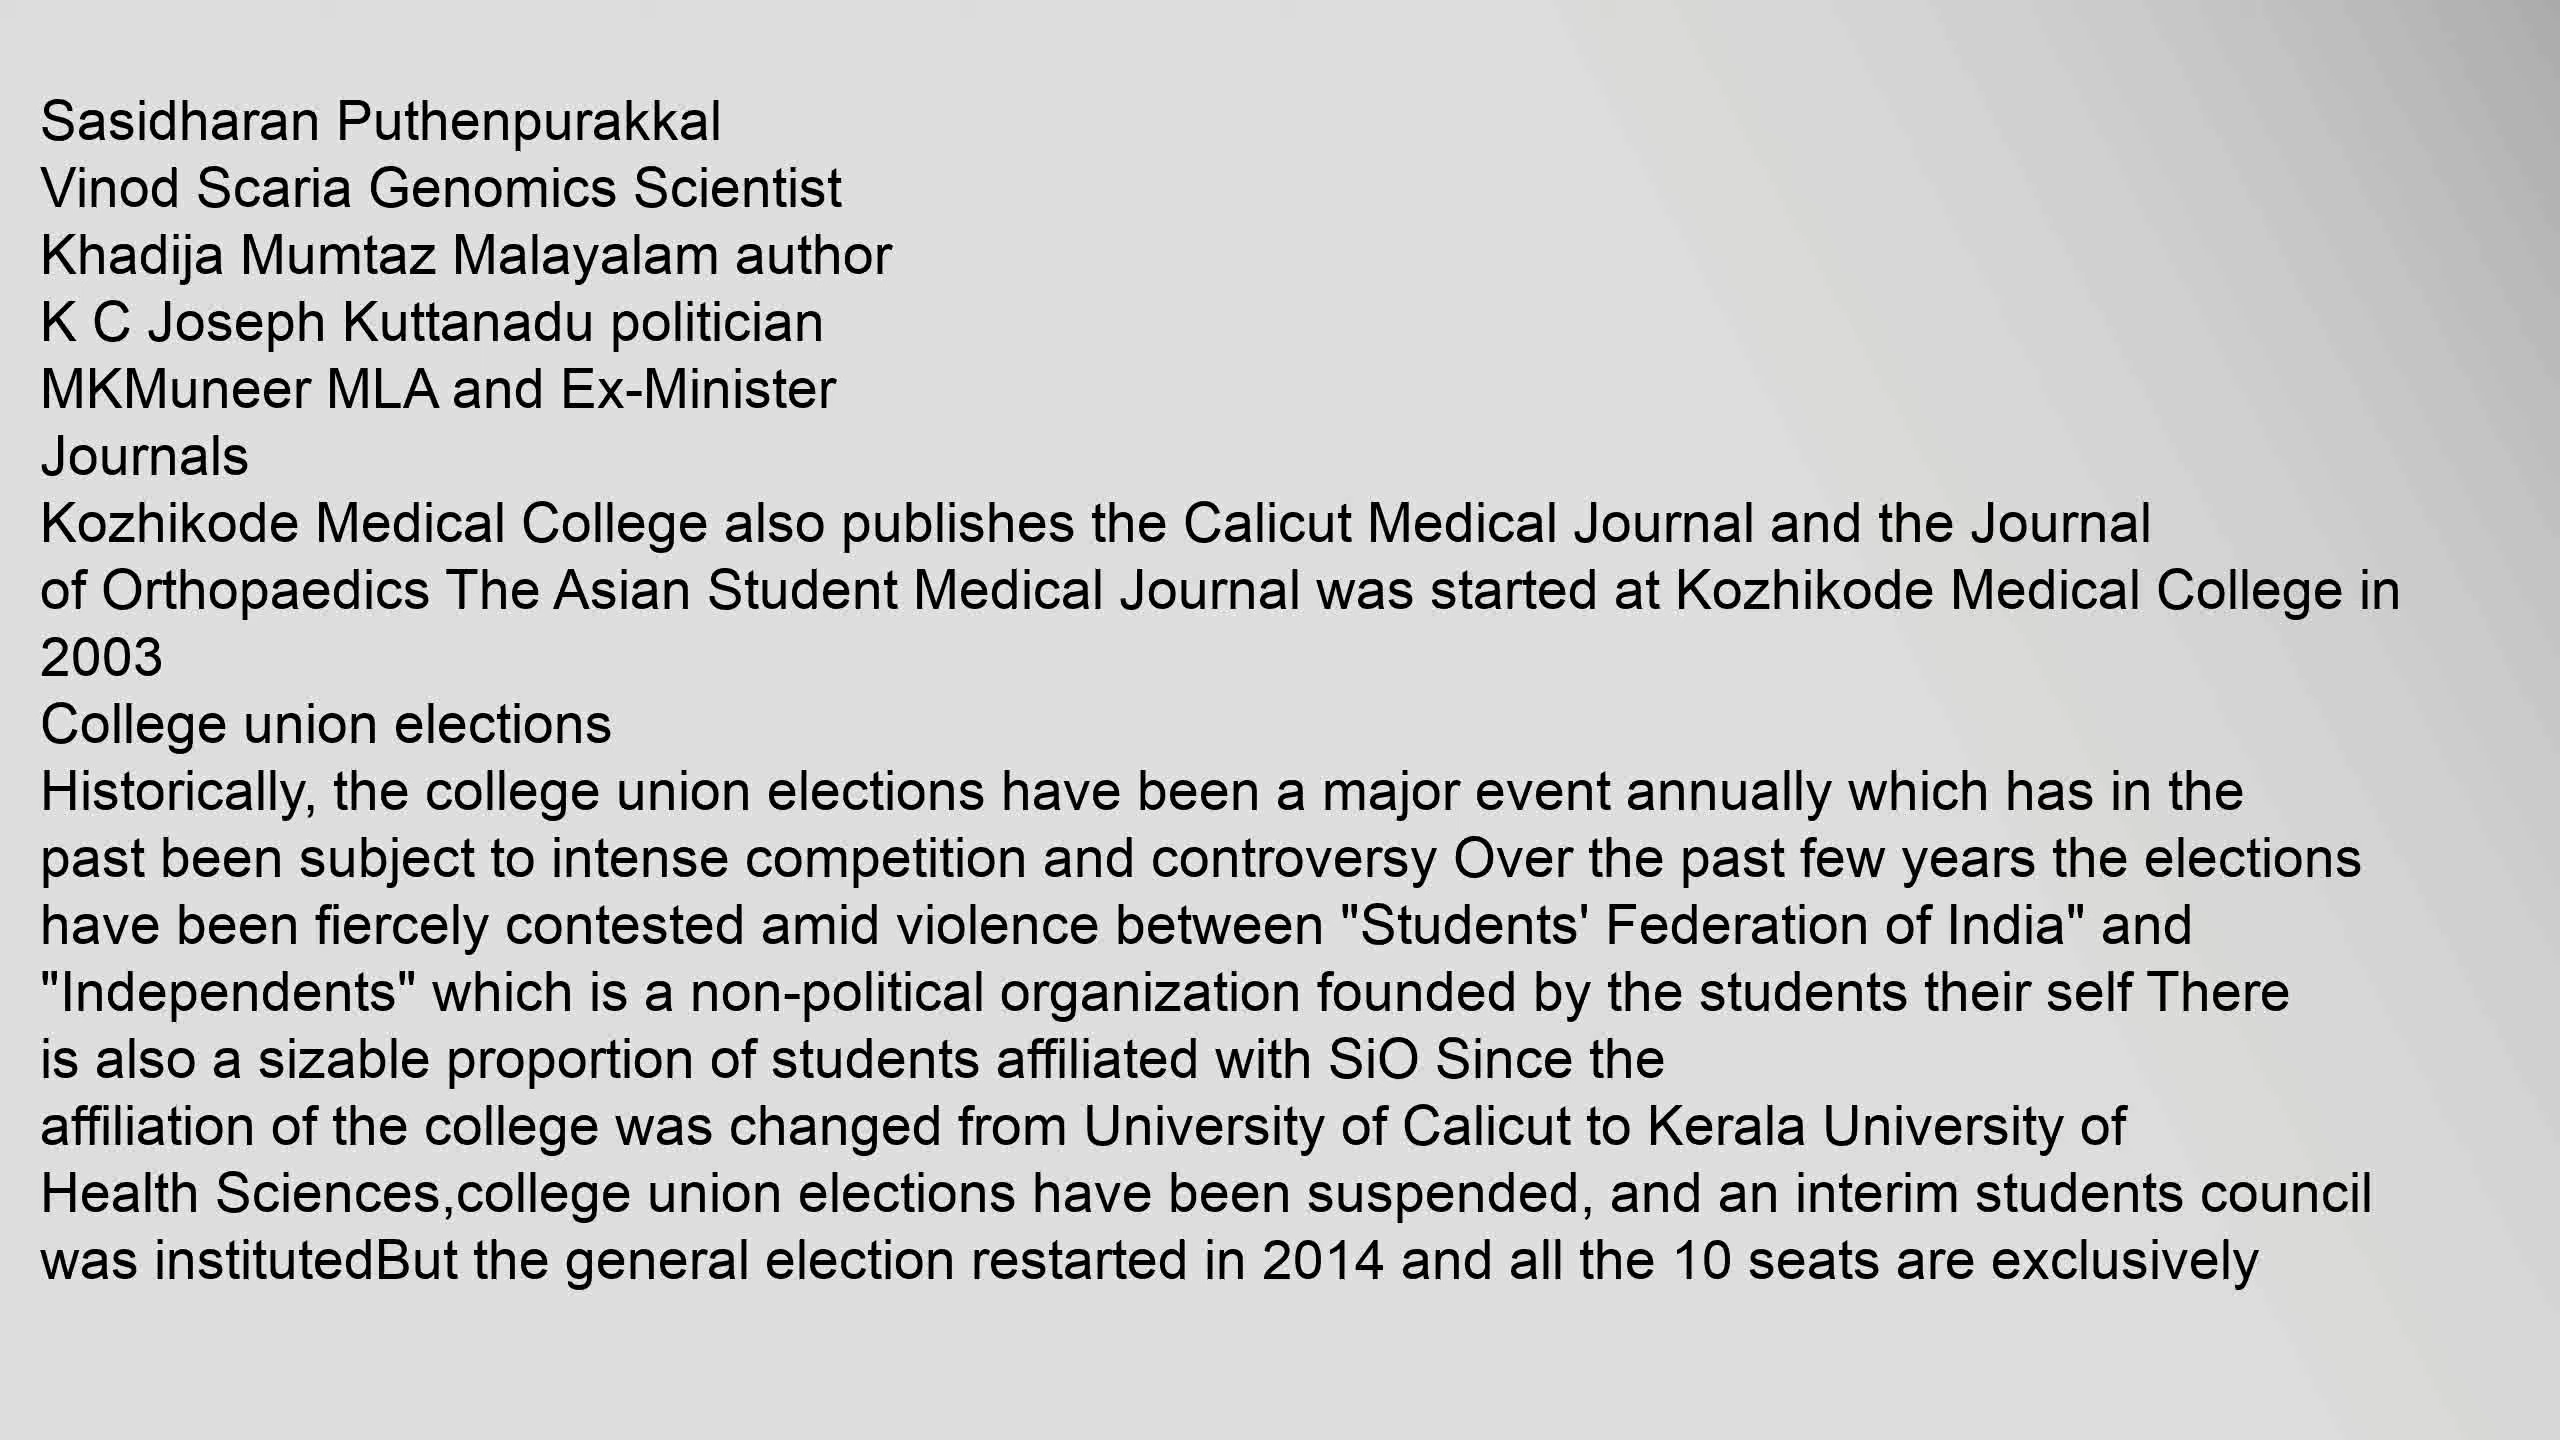 Sasidharan Puthenpurakkal
Vinod Scaria Genomics Scientist
Khadija Mumtaz Malayalam author
K C Joseph Kuttanadu politician
MKMuneer MLA and Ex-Minister
Journals
Kozhikode Medical College also publishes the Calicut Medical Journal and the Journal
of Orthopaedics The Asian Student Medical Journal was started at Kozhikode Medical College in
2003
College union elections
Historically, the college union elections have been a major event annually which has in the
past been subject to intense competition and controversy Over the past few years the elections
have been fiercely contested amid violence between "Students' Federation of India" and
"Independents" which is a non-political organization founded by the students their self There
is also a sizable proportion of students affiliated with SiO Since the
affiliation of the college was changed from University of Calicut to Kerala University of
Health Sciences,college union elections have been suspended, and an interim students council
was institutedBut the general election restarted in 2014 and all the 10 seats are exclusively